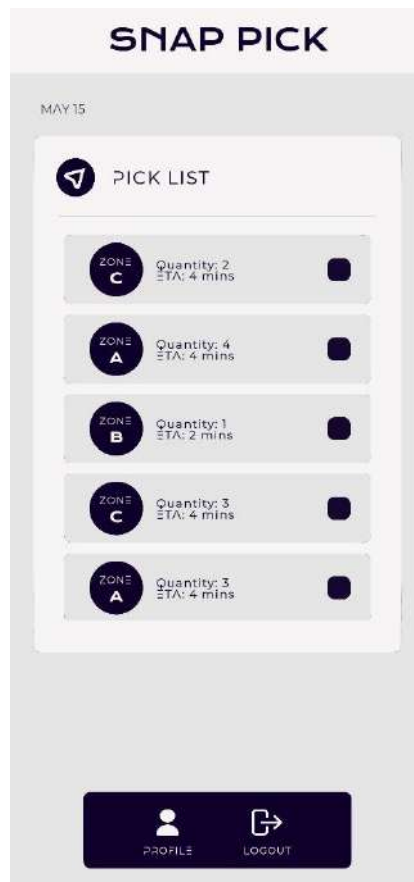 SNAP PICK
MAY 15
PICK LIST
ZONE
C
Quantity: 2
ETA: 4 mins
ZONE
A
Quantity: 4
ETA: 4 mins
ZONE
B
Quantity: 1
ETA: 2 mins
ZONE
C
Quantity: 3
ETA: 4 mins
ZONE
A
Quantity: 3
ETA: 4 mins
PROFILE
LOGOUT